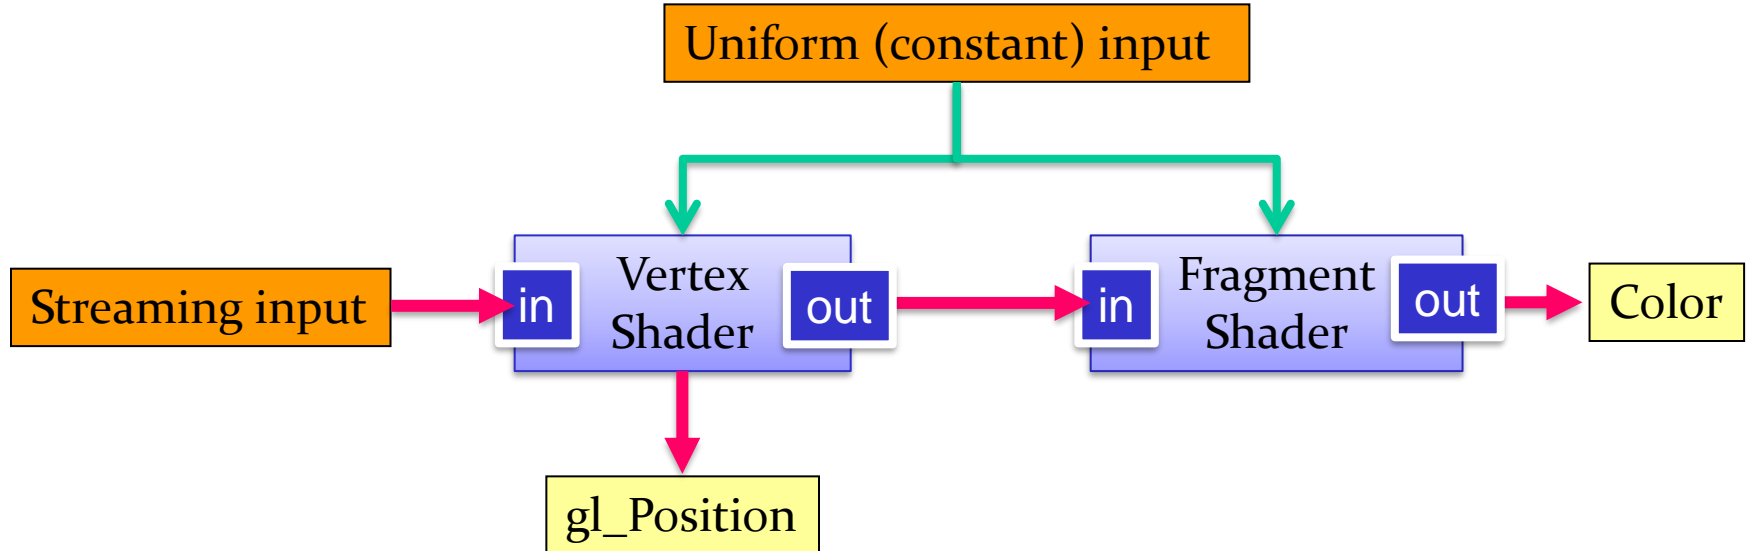 Uniform (constant) input
Streaming input
in
Vertex
Shader
out
in
Fragment
Shader
out
Color
gl_Position